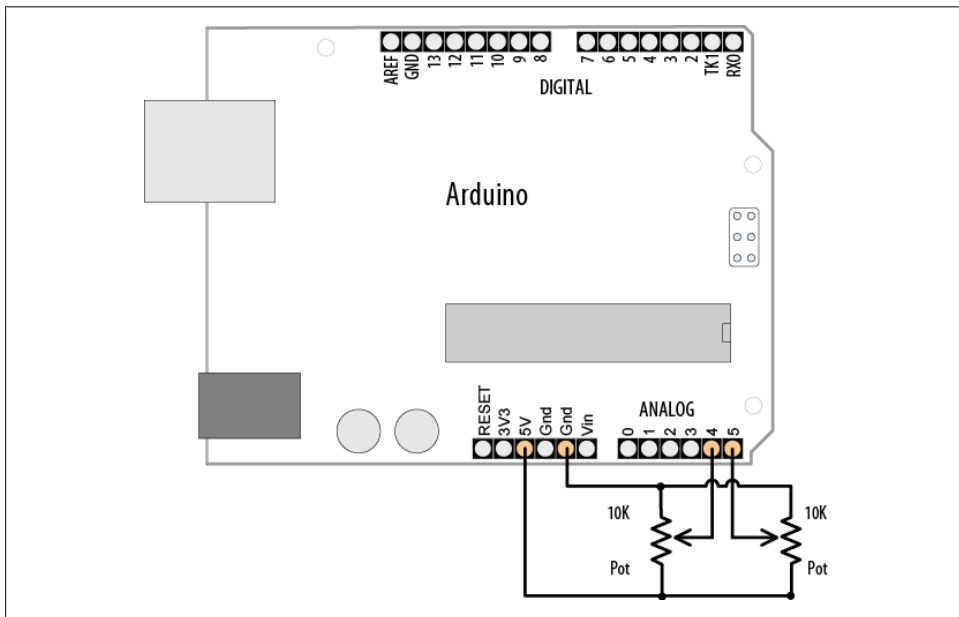 AREF GND 13 12 11 10 9 8 7 6 5 4 3 2 TK1 RX0
DIGITAL
Arduino
RESET 3V3 5V Gnd Gnd Vin
ANALOG
0 1 2 3 4 5
10K 10K
Pot Pot